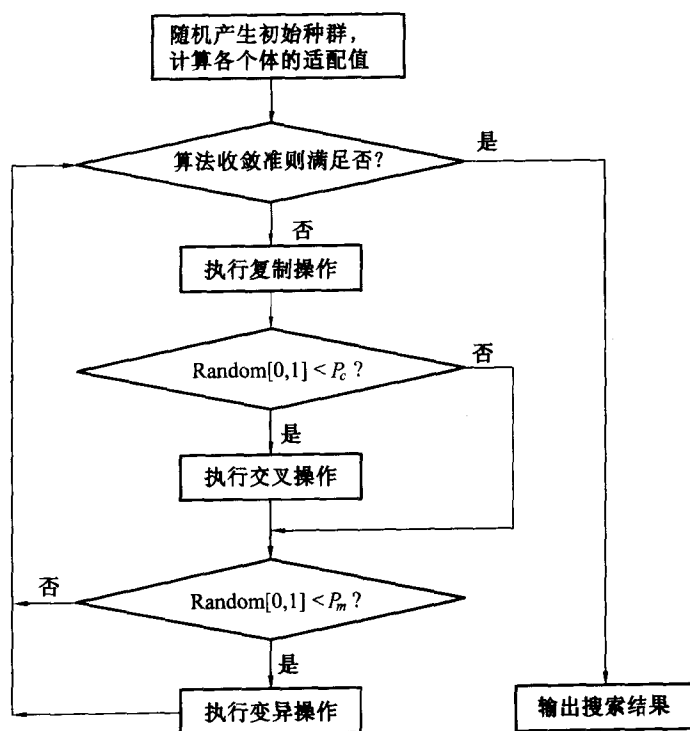 随机产生初始种群，
计算各个体的适配值
算法收敛准则满足否？
是
否
执行复制操作
Random[0,1] < Pc ?
否
是
执行交叉操作
Random[0,1] < Pm ?
否
是
执行变异操作
输出搜索结果